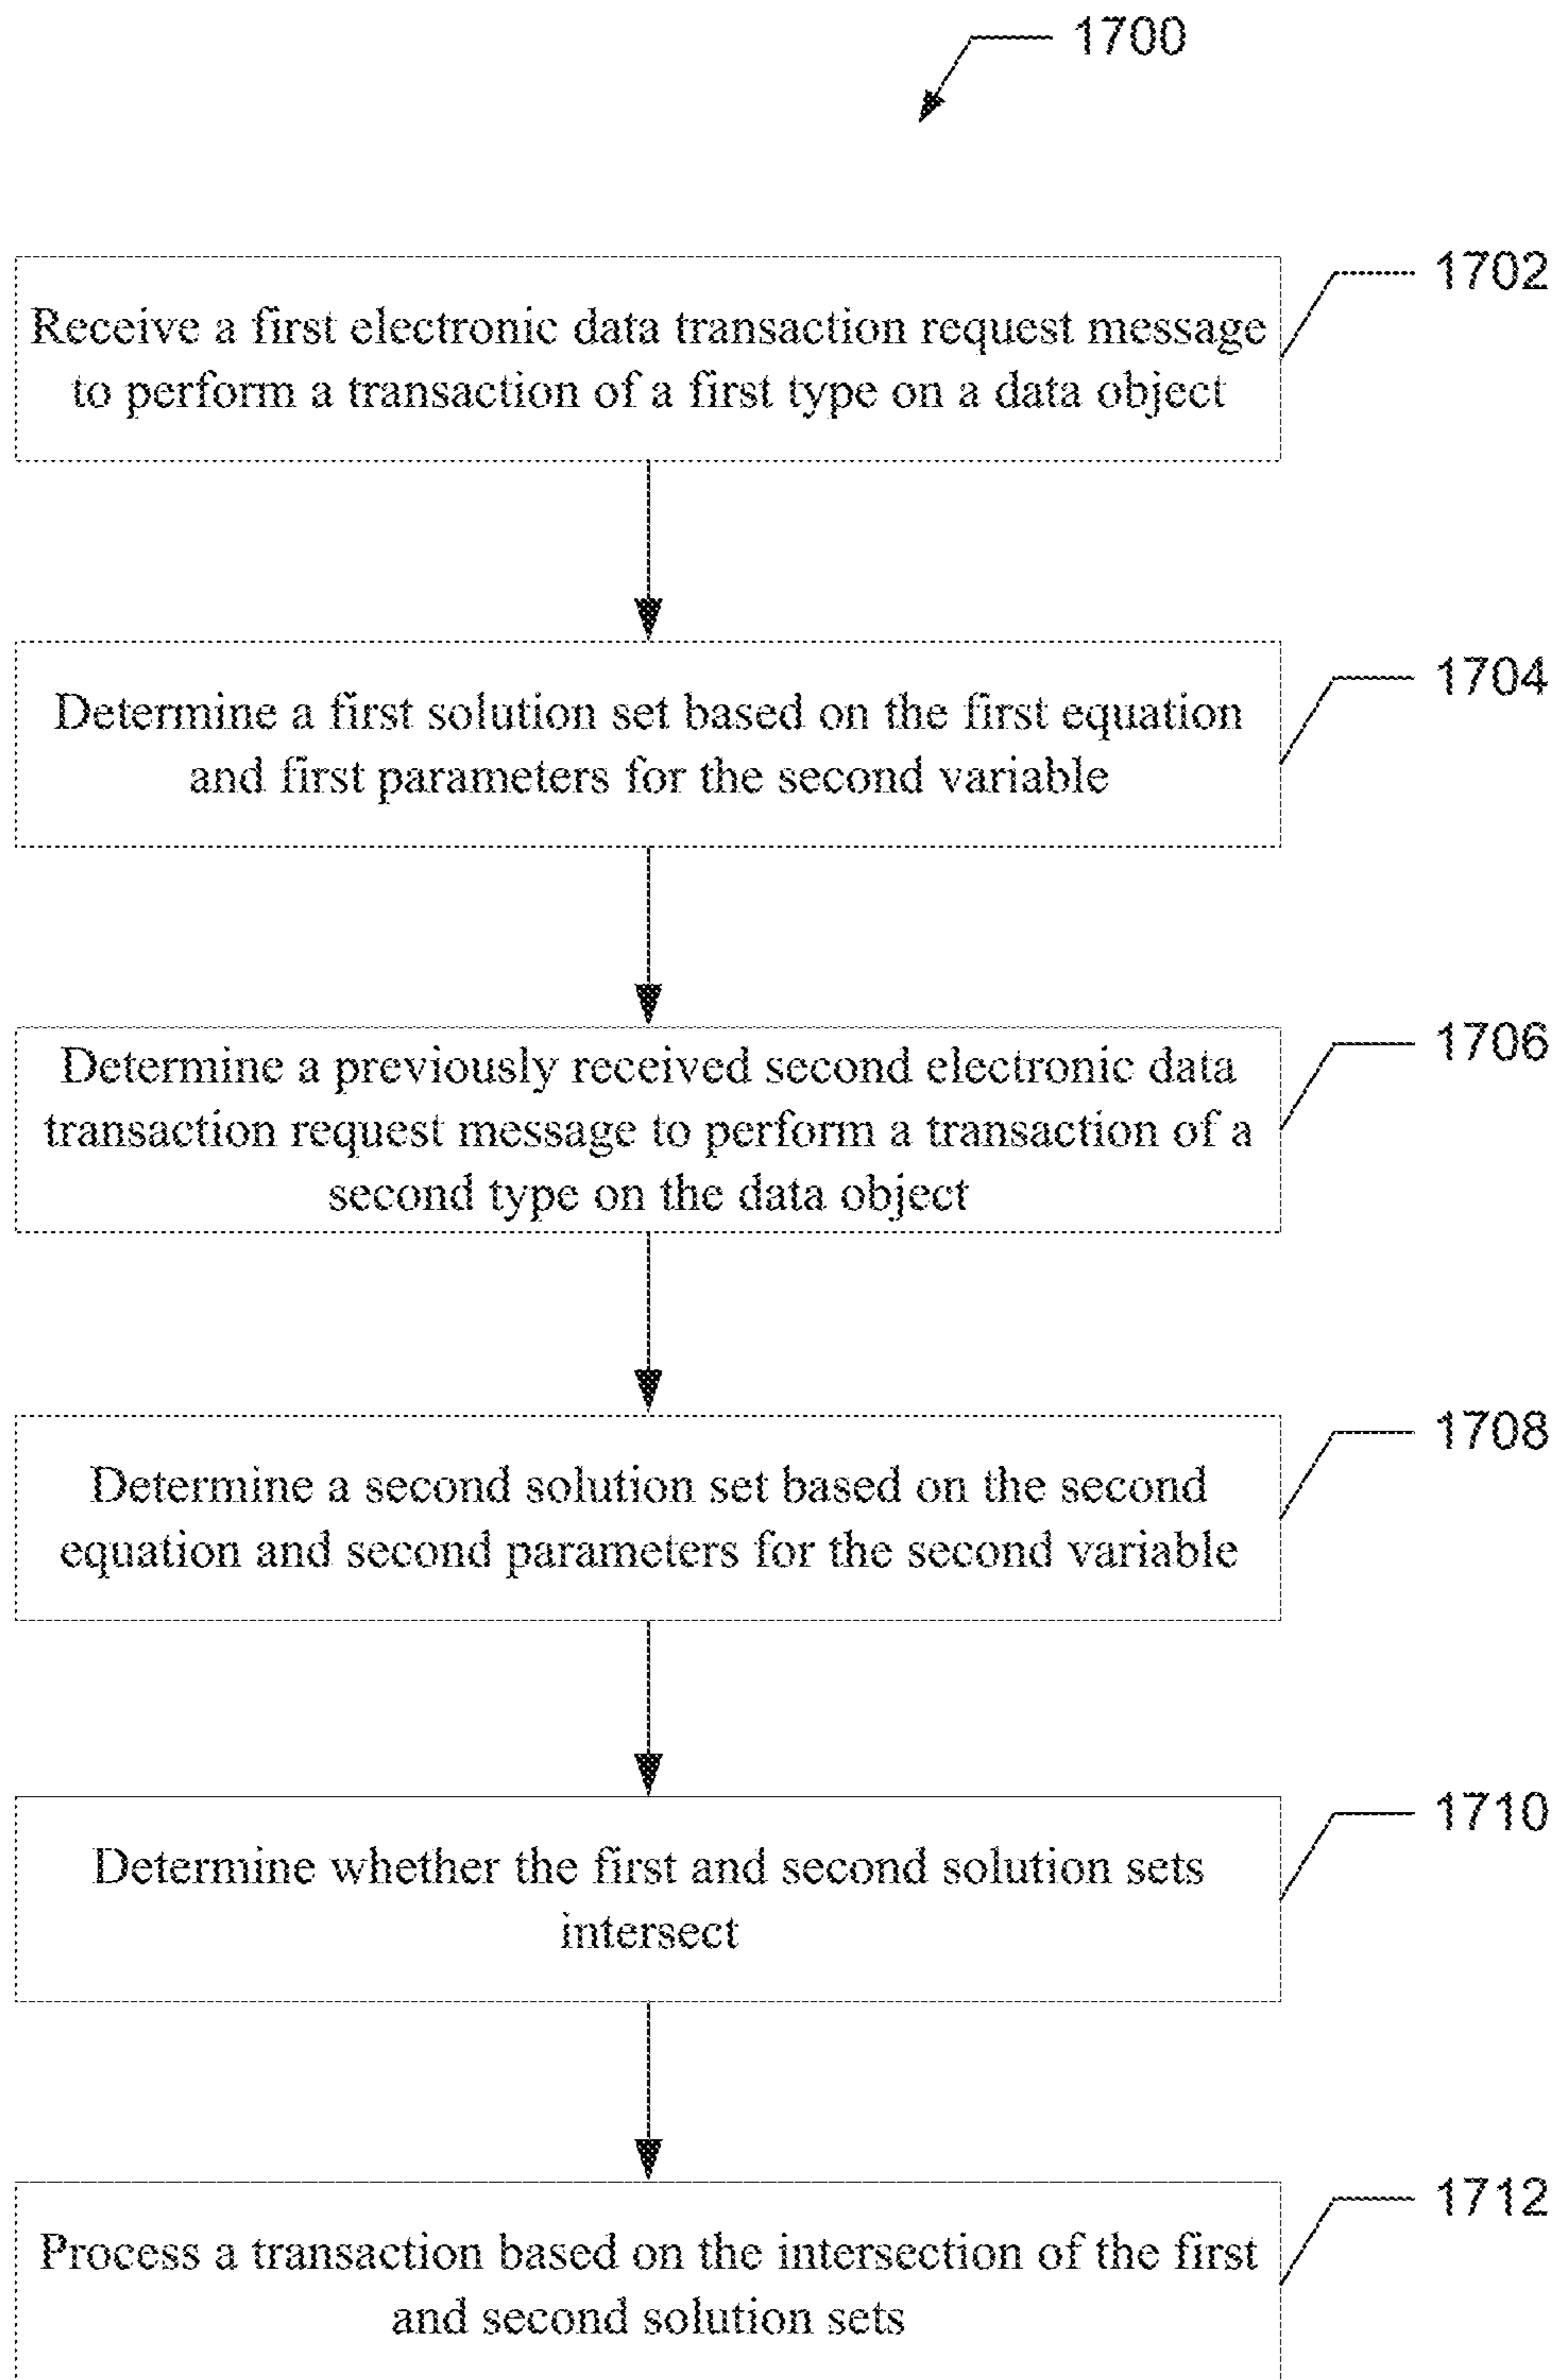 1700
1702
Receive a first electronic data transaction request message
to perform a transaction of a first type on a data object
1704
Determine a first solution set based on the first equation
and first parameters for the second variable
1706
Determine a previously received second electronic data
transaction request message to perform a transaction of a
second type on the data object
1708
Determine a second solution set based on the second
equation and second parameters for the second variable
1710
Determine whether the first and second solution sets
intersect
1712
Process a transaction based on the intersection of the first
and second solution sets